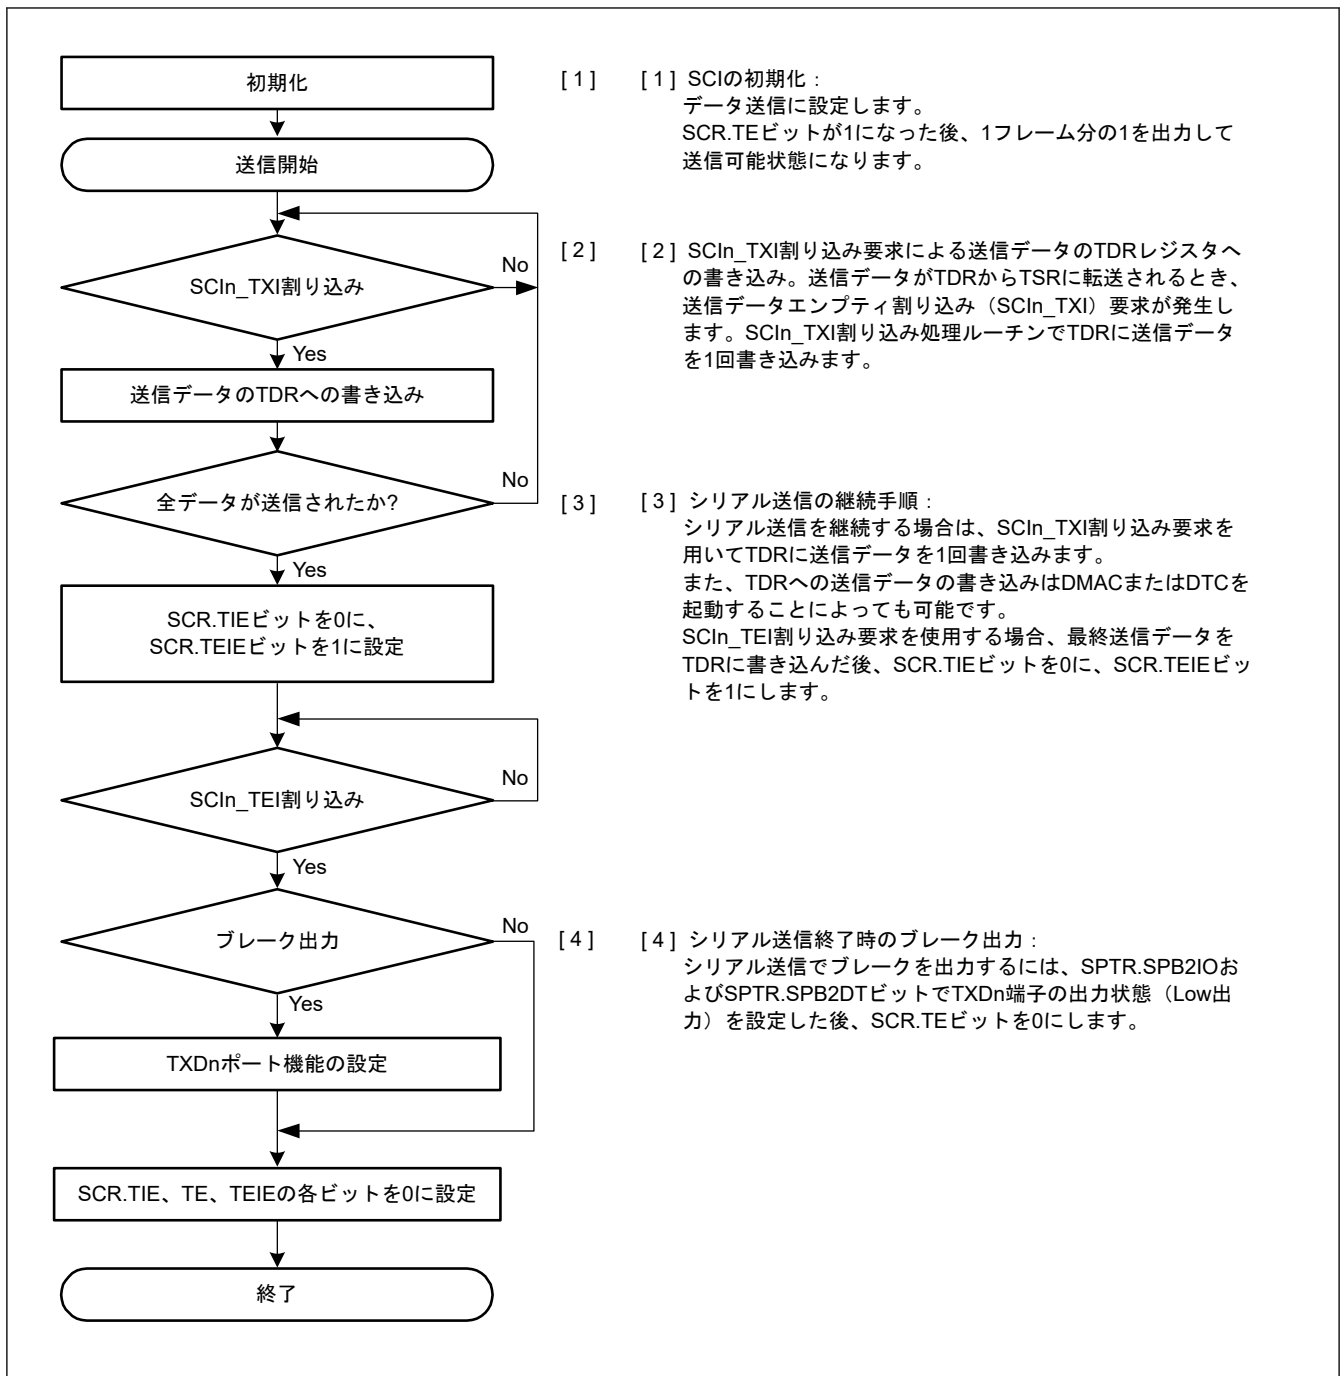 初期化
[ 1 ]
[ 1 ] SCIの初期化：
データ送信に設定します。
SCR.TEビットが1になった後、1フレーム分の1を出力して
送信可能状態になります。
送信開始
SCIn_TXI割り込み
No
Yes
[ 2 ]
[ 2 ] SCIn_TXI割り込み要求による送信データのTDRレジスタへ
の書き込み。送信データがTDRからTSRに転送されるとき、
送信データエンプティ割り込み（SCIn_TXI）要求が発生し
ます。SCIn_TXI割り込み処理ルーチンでTDRに送信データ
を1回書き込みます。
送信データのTDRへの書き込み
全データが送信されたか?
No
Yes
[ 3 ]
[ 3 ] シリアル送信の継続手順：
シリアル送信を継続する場合は、SCIn_TXI割り込み要求を
用いてTDRに送信データを1回書き込みます。
また、TDRへの送信データの書き込みはDMACまたはDTCを
起動することによっても可能です。
SCIn_TEI割り込み要求を使用する場合、最終送信データを
TDRに書き込んだ後、SCR.TIEビットを0に、SCR.TEIEビッ
トを1にします。
SCR.TIEビットを0に、
SCR.TEIEビットを1に設定
SCIn_TEI割り込み
No
Yes
ブレーク出力
No
Yes
[ 4 ]
[ 4 ] シリアル送信終了時のブレーク出力：
シリアル送信でブレークを出力するには、SPTR.SPB2IOお
よびSPTR.SPB2DTビットでTXDn端子の出力状態（Low出
力）を設定した後、SCR.TEビットを0にします。
TXDnポート機能の設定
SCR.TIE、TE、TEIEの各ビットを0に設定
終了